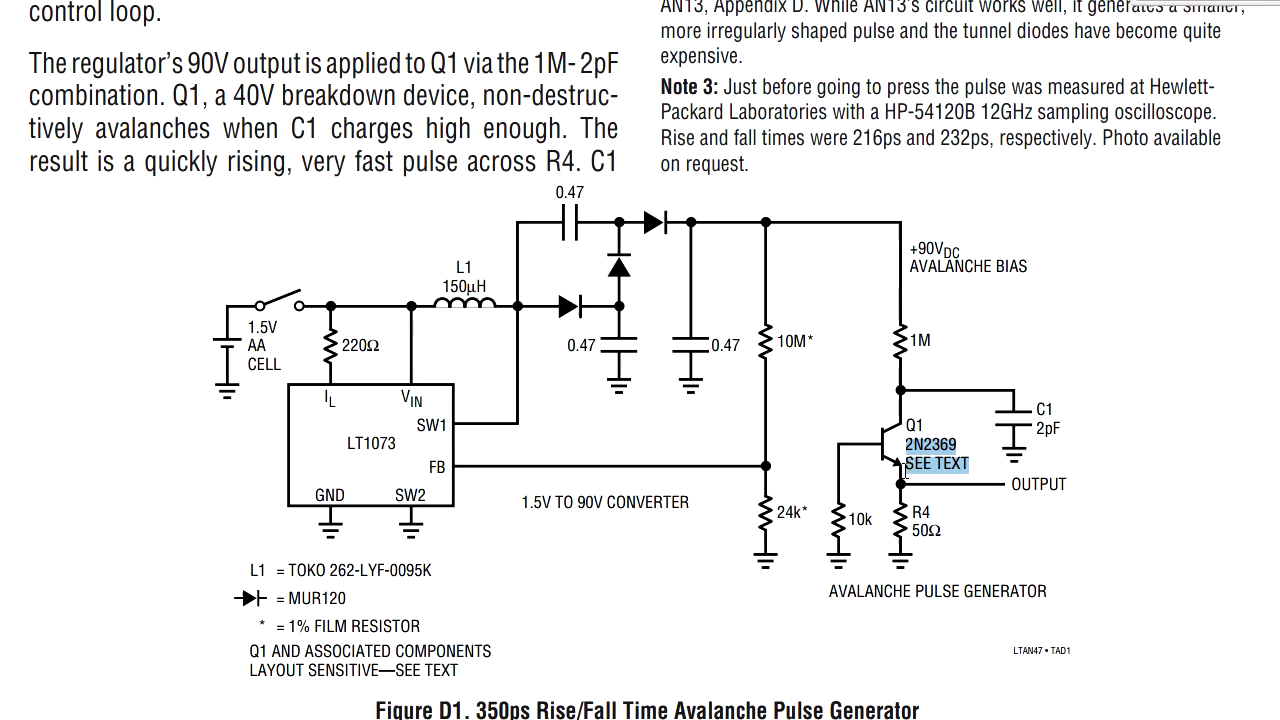 control loop.
The regulator's 90V output is applied to Q1 via the 1M- 2pF
combination. Q1, a 40V breakdown device, non-destruc-
tively avalanches when C1 charges high enough. The
result is a quickly rising, very fast pulse across R4. C1
AN13, Appendix D. While AN13's circuit works well, it generates a smaller,
more irregularly shaped pulse and the tunnel diodes have become quite
expensive.
Note 3: Just before going to press the pulse was measured at Hewlett-
Packard Laboratories with a HP-54120B 12GHz sampling oscilloscope.
Rise and fall times were 216ps and 232ps, respectively. Photo available
on request.
0.47
+90VDC
AVALANCHE BIAS
L1
150µH
1.5V
AA
CELL
220Ω
0.47
0.47
10M*
1M
IL
VIN
SW1
LT1073
FB
GND
SW2
C1
2pF
Q1
2N2369
SEE TEXT
OUTPUT
1.5V TO 90V CONVERTER
24k*
10k
R4
50Ω
L1 = TOKO 262-LYF-0095K
= MUR120
* = 1% FILM RESISTOR
Q1 AND ASSOCIATED COMPONENTS
LAYOUT SENSITIVE—SEE TEXT
AVALANCHE PULSE GENERATOR
LTAN47 • TAD1
Figure D1. 350ps Rise/Fall Time Avalanche Pulse Generator